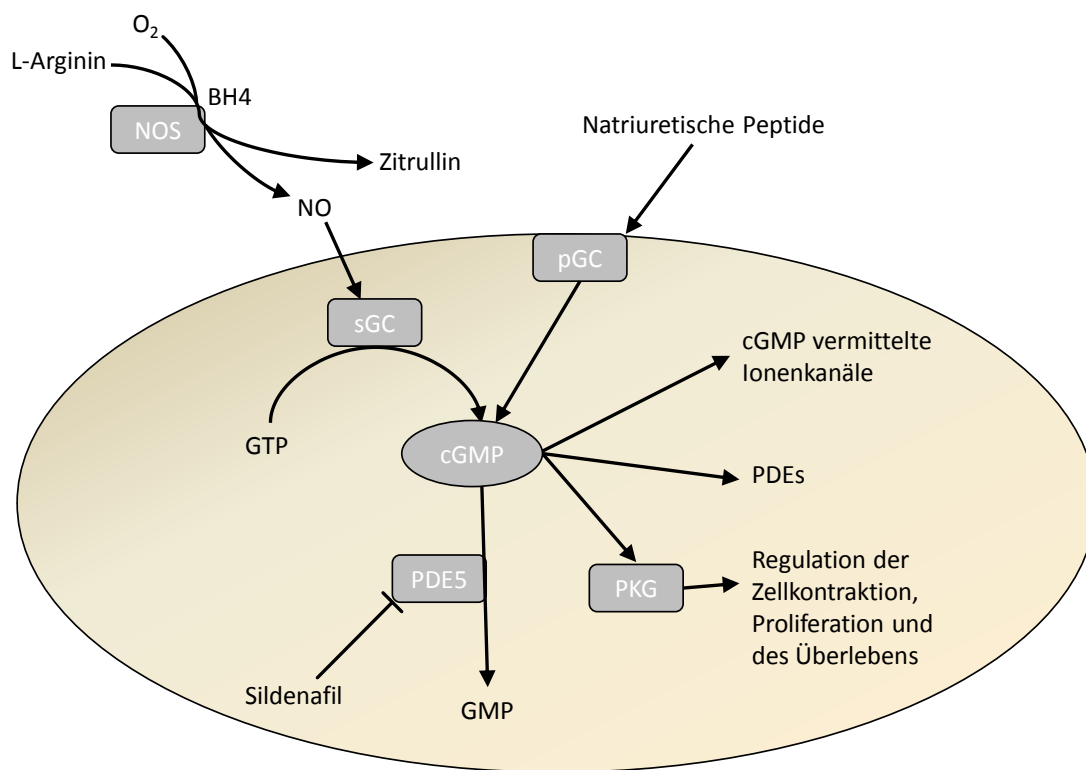 O₂
L-Arginin
BH4
NOS
Zitrullin
NO
Natriuretische Peptide
pGC
sGC
GTP
cGMP
cGMP vermittelte
Ionenkanäle
PDEs
PDE5
PKG
Regulation der
Zellkontraktion,
Proliferation und
des Überlebens
Sildenafil
GMP